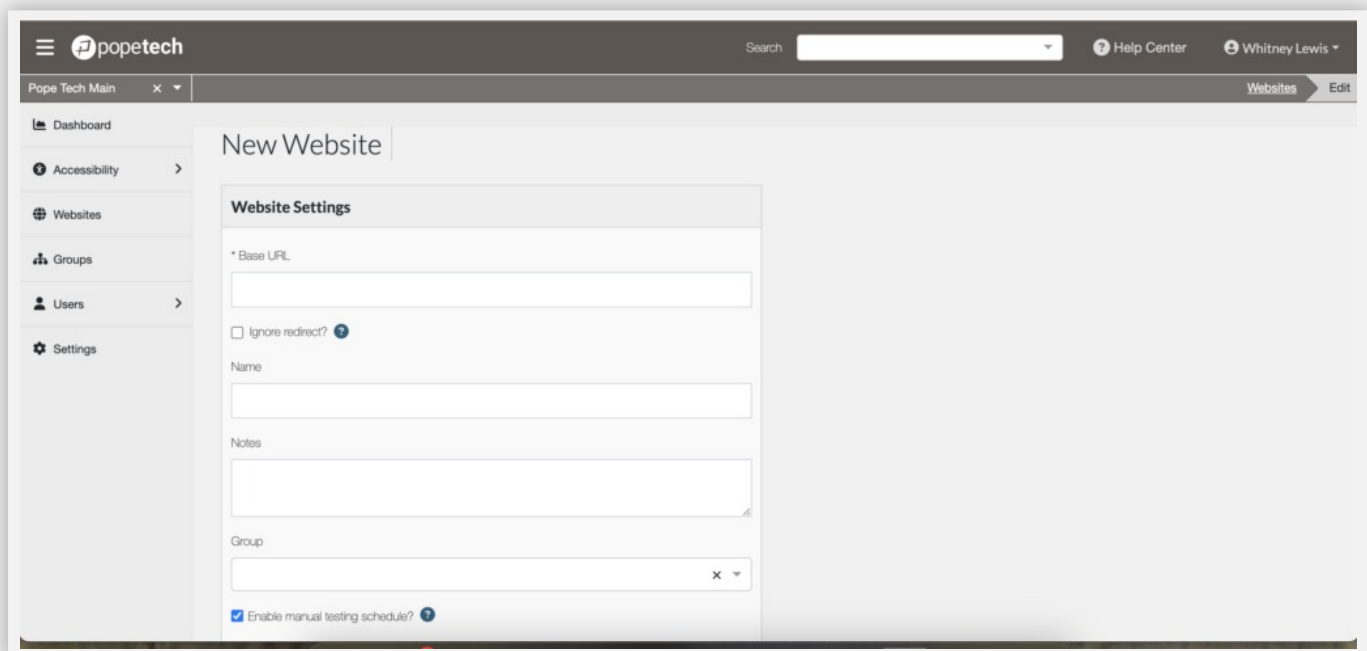 popetech
Search
Help Center
Whitney Lewis
Pope Tech Main
Websites
Edit
Dashboard
Accessibility
Websites
Groups
Users
Settings
New Website
Website Settings
* Base URL
Ignore redirect?
Name
Notes
Group
Enable manual testing schedule?